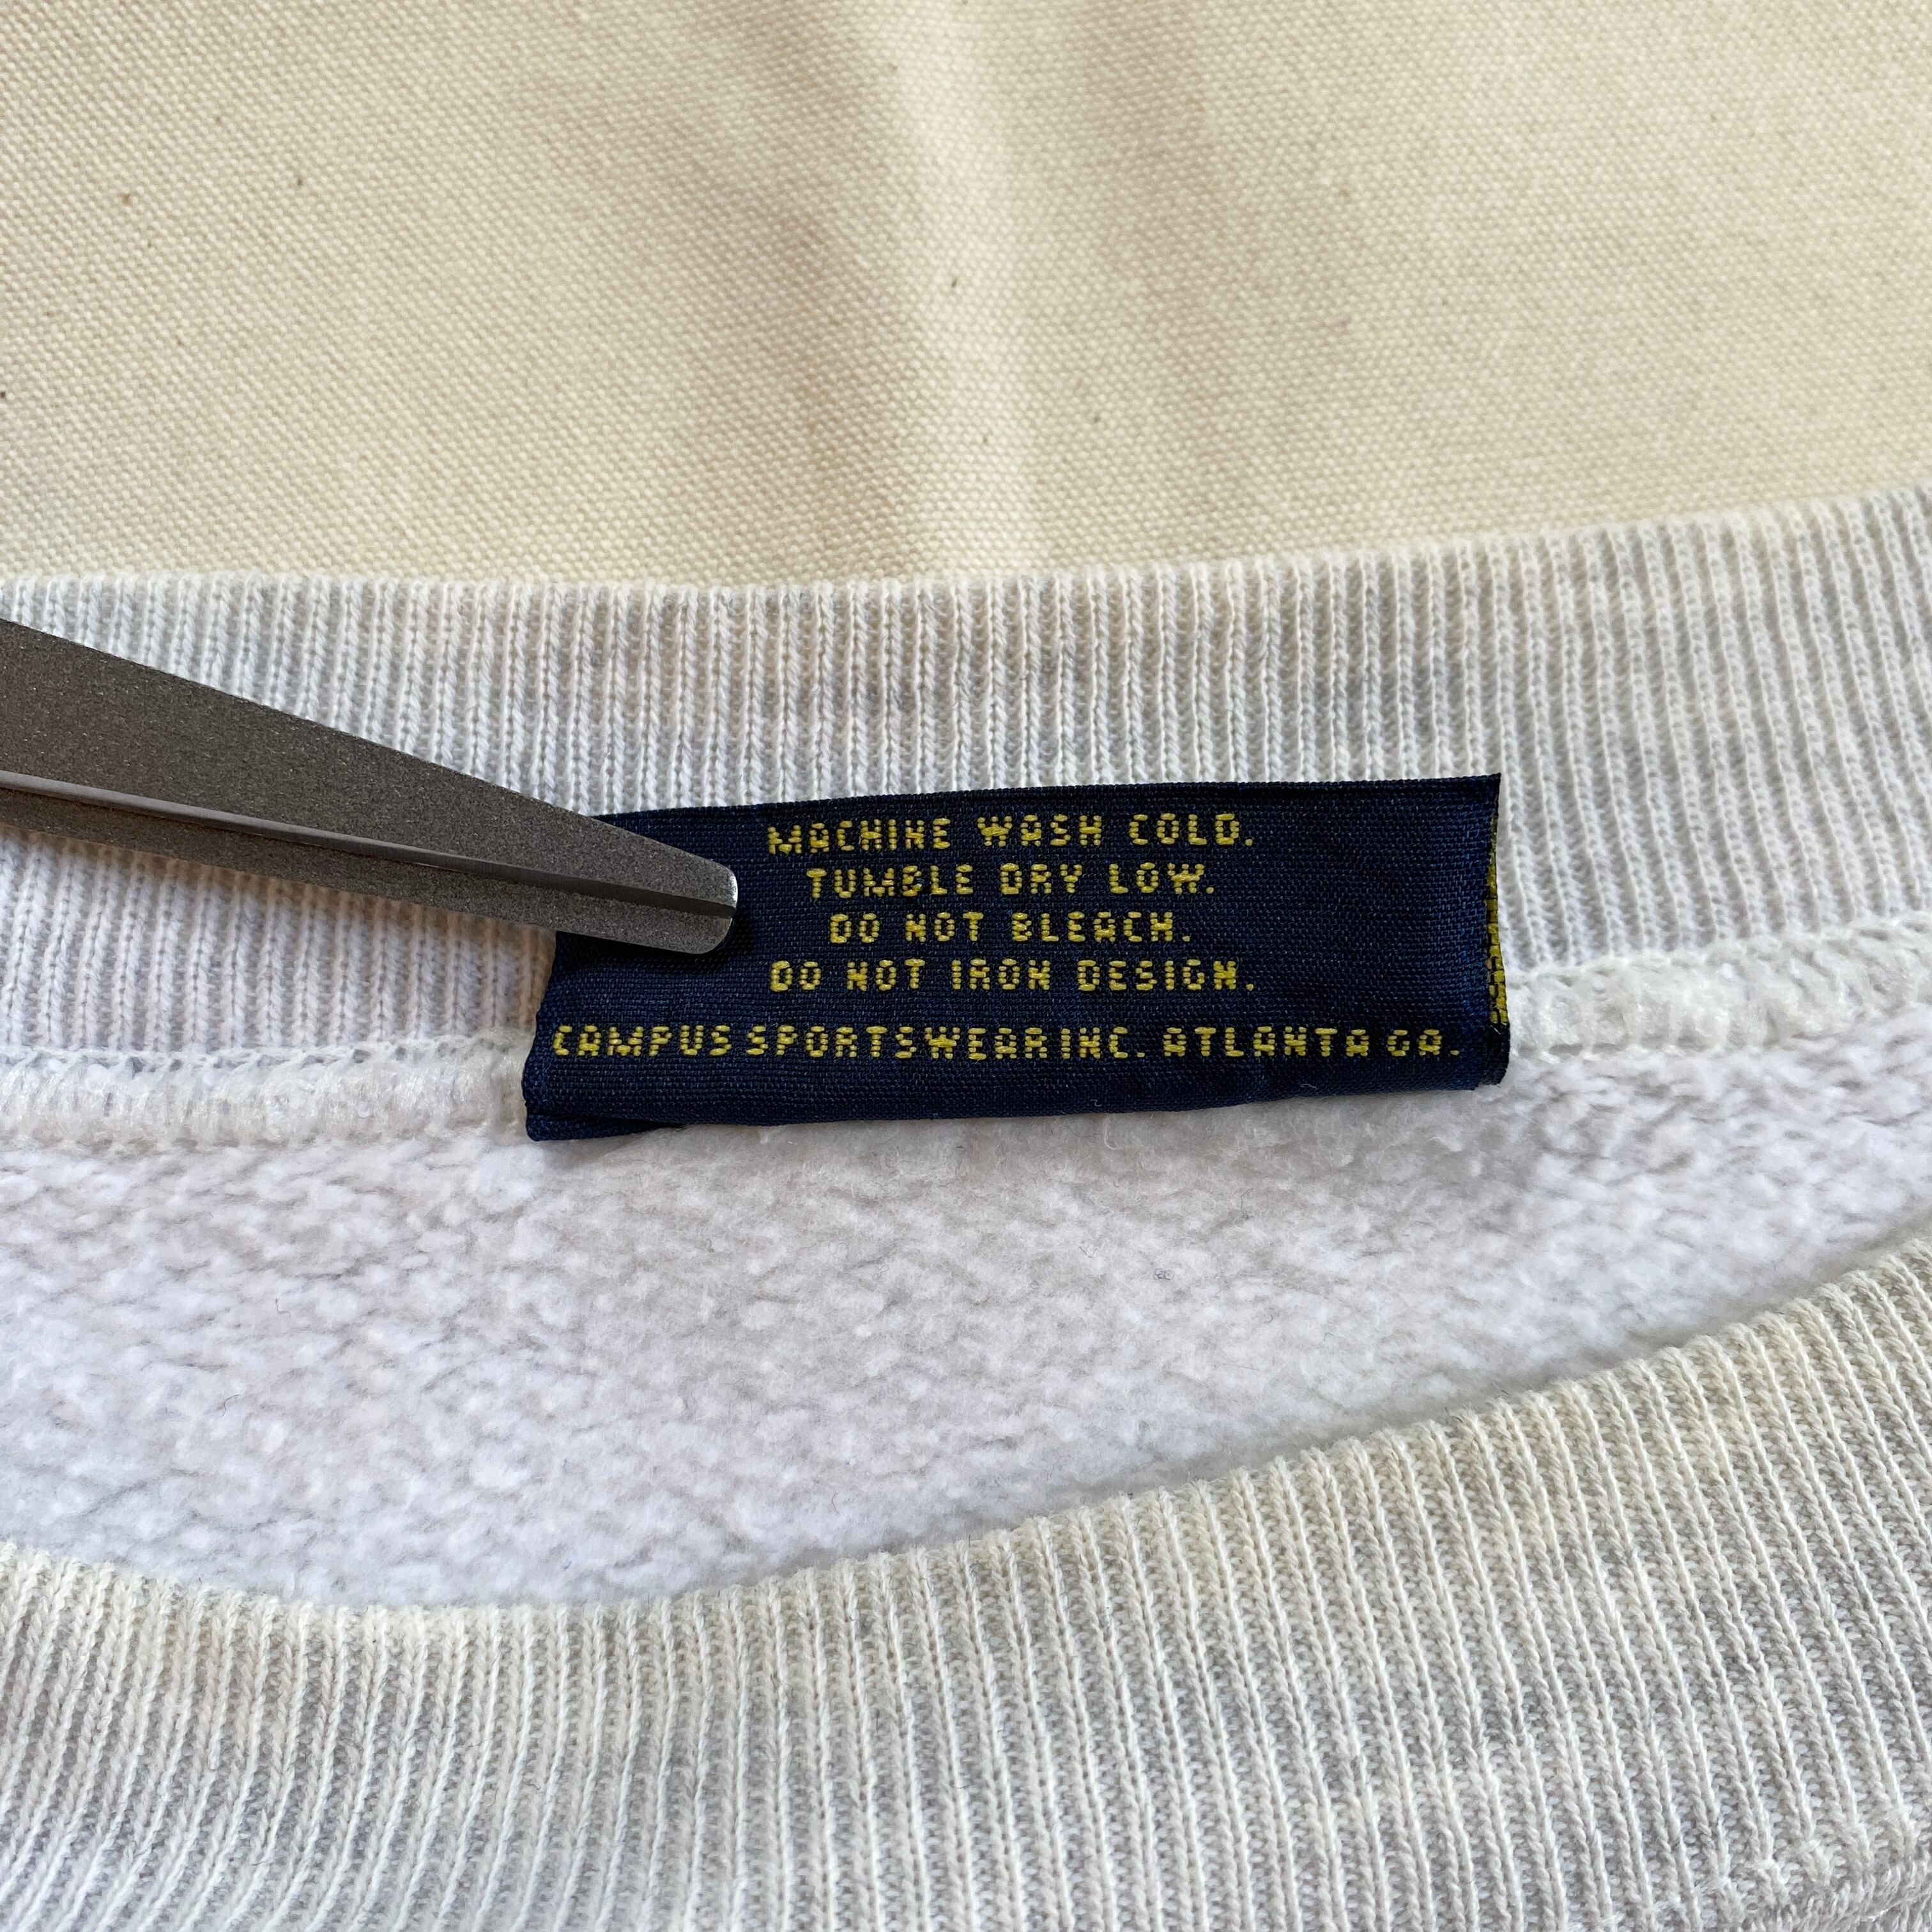 MACHINE WASH COLD.
TUMBLE DRY LOW.
DO NOT BLEACH.
DO NOT IRON DESIGN.
CAMPUS SPORTSWEAR INC. ATLANTA GA.